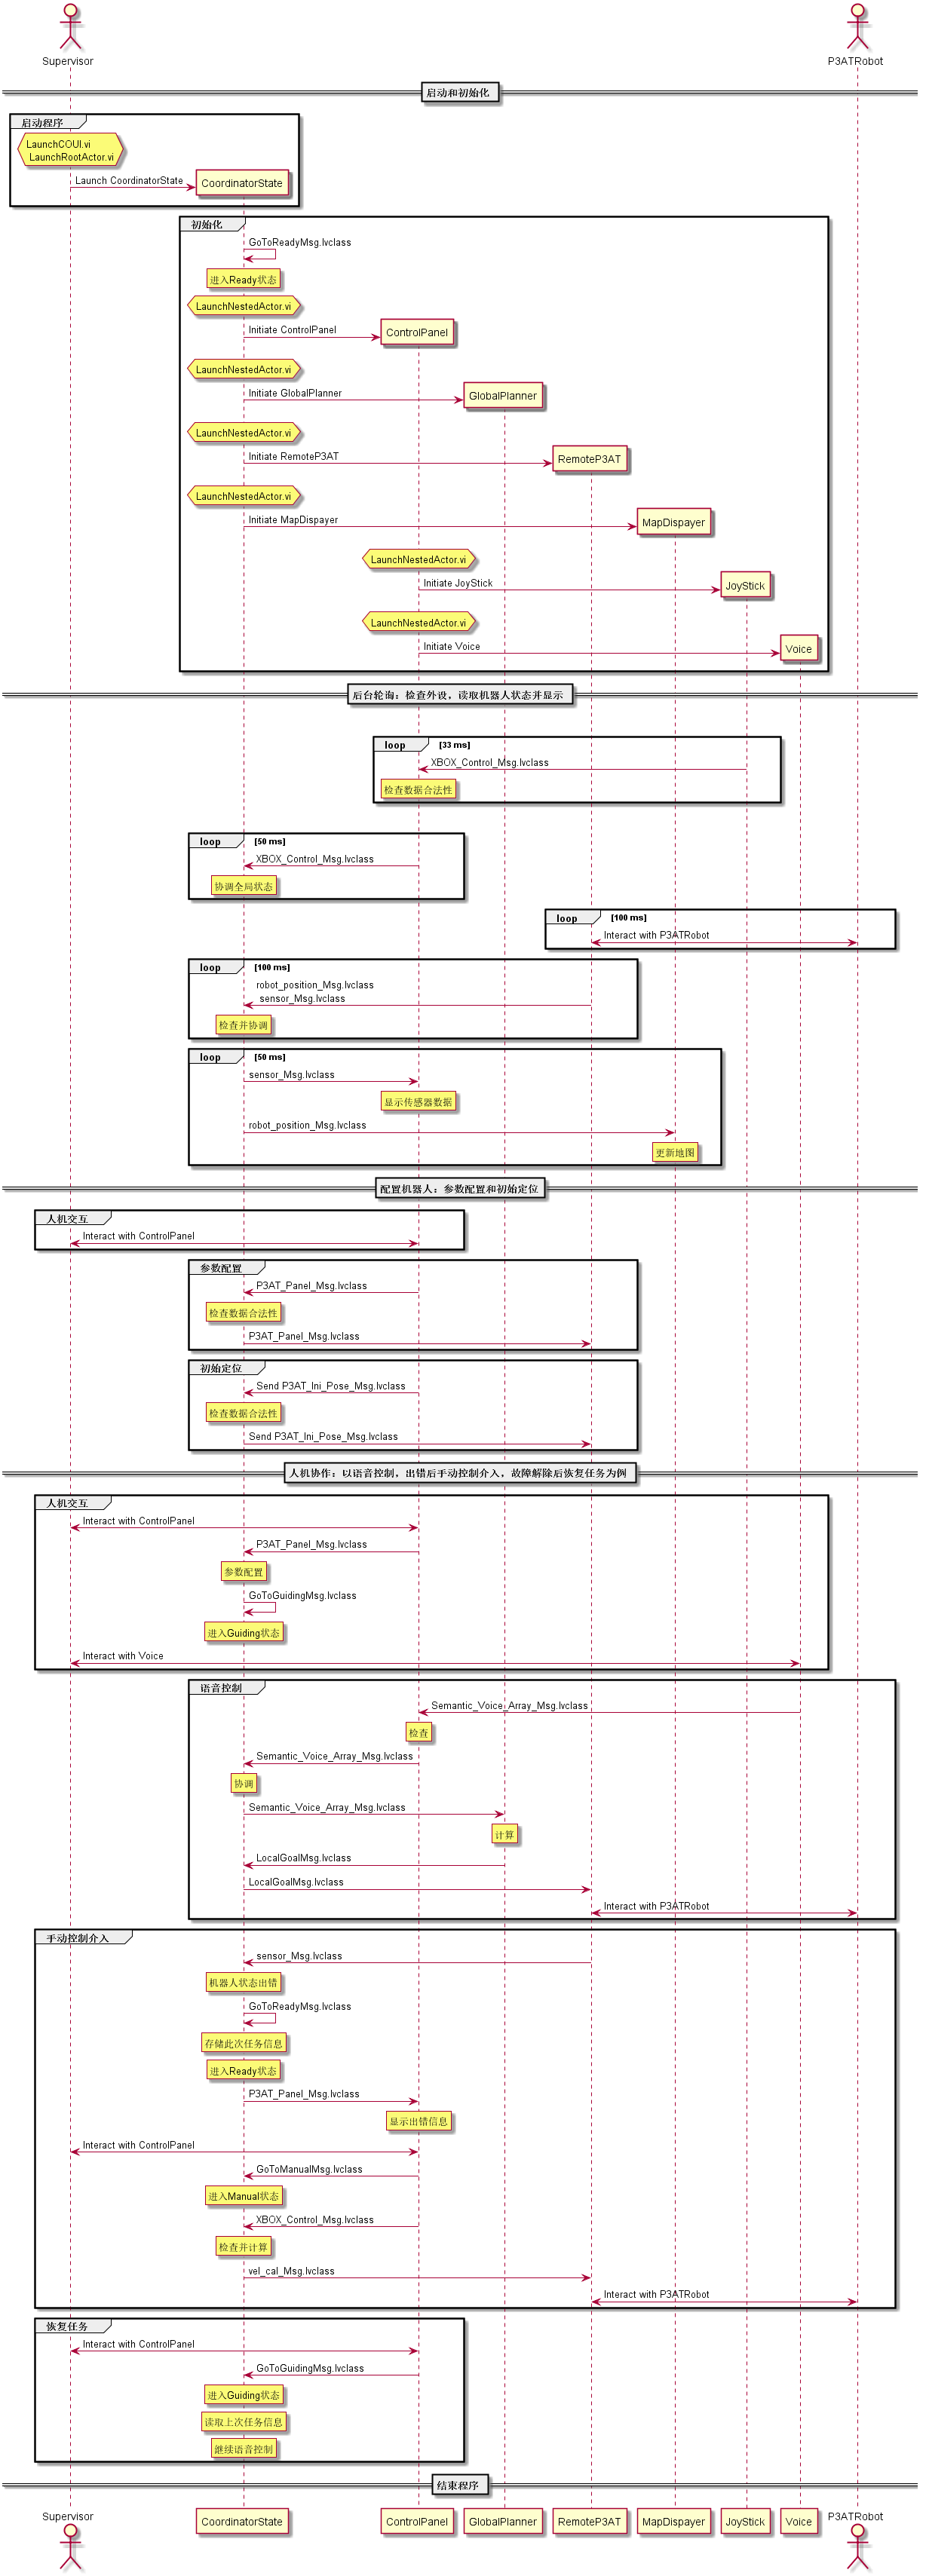 Supervisor
P3ATRobot
启动和初始化
启动程序
LaunchCOUI.vi
LaunchRootActor.vi
Launch CoordinatorState
CoordinatorState
初始化
GoToReadyMsg.lvclass
进入Ready状态
LaunchNestedActor.vi
Initiate ControlPanel
ControlPanel
LaunchNestedActor.vi
Initiate GlobalPlanner
GlobalPlanner
LaunchNestedActor.vi
Initiate RemoteP3AT
RemoteP3AT
LaunchNestedActor.vi
Initiate MapDispayer
MapDispayer
LaunchNestedActor.vi
Initiate JoyStick
JoyStick
LaunchNestedActor.vi
Initiate Voice
Voice
后台轮询：检查外设，读取机器人状态并显示
loop [33 ms]
XBOX_Control_Msg.lvclass
检查数据合法性
loop [50 ms]
XBOX_Control_Msg.lvclass
协调全局状态
loop [100 ms]
Interact with P3ATRobot
loop [100 ms]
robot_position_Msg.lvclass
sensor_Msg.lvclass
检查并协调
loop [50 ms]
sensor_Msg.lvclass
显示传感器数据
robot_position_Msg.lvclass
更新地图
配置机器人：参数配置和初始定位
人机交互
Interact with ControlPanel
参数配置
P3AT_Panel_Msg.lvclass
检查数据合法性
P3AT_Panel_Msg.lvclass
初始定位
Send P3AT_Ini_Pose_Msg.lvclass
检查数据合法性
Send P3AT_Ini_Pose_Msg.lvclass
人机协作：以语音控制，出错后手动控制介入，故障解除后恢复任务为例
人机交互
Interact with ControlPanel
P3AT_Panel_Msg.lvclass
参数配置
GoToGuidingMsg.lvclass
进入Guiding状态
Interact with Voice
语音控制
Semantic_Voice_Array_Msg.lvclass
检查
Semantic_Voice_Array_Msg.lvclass
协调
Semantic_Voice_Array_Msg.lvclass
计算
LocalGoalMsg.lvclass
LocalGoalMsg.lvclass
Interact with P3ATRobot
手动控制介入
sensor_Msg.lvclass
机器人状态出错
GoToReadyMsg.lvclass
存储此次任务信息
进入Ready状态
P3AT_Panel_Msg.lvclass
显示出错信息
Interact with ControlPanel
GoToManualMsg.lvclass
进入Manual状态
XBOX_Control_Msg.lvclass
检查并计算
vel_cal_Msg.lvclass
Interact with P3ATRobot
恢复任务
Interact with ControlPanel
GoToGuidingMsg.lvclass
进入Guiding状态
读取上次任务信息
继续语音控制
结束程序
Supervisor
CoordinatorState
ControlPanel
GlobalPlanner
RemoteP3AT
MapDispayer
JoyStick
Voice
P3ATRobot